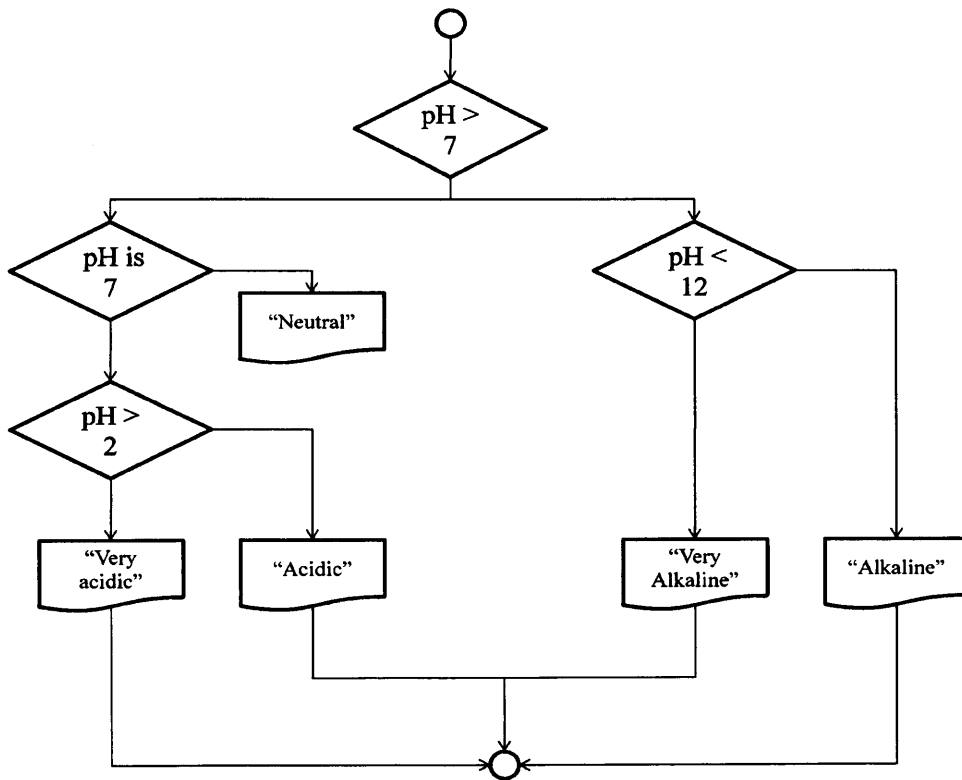 pH >
7
pH is
7
pH <
12
“Neutral”
pH >
2
“Very
acidic”
“Acidic”
“Very
Alkaline”
“Alkaline”